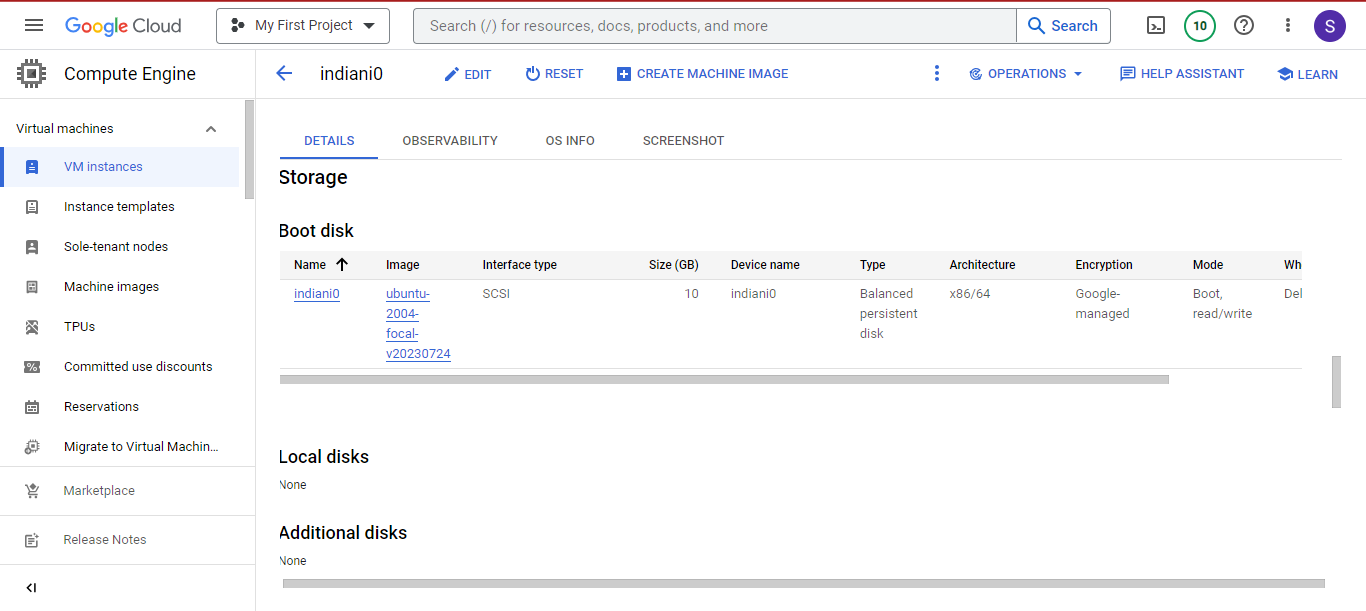 Google Cloud
My First Project
Search (/) for resources, docs, products, and more
Search
10
S
Compute Engine
indiani0
EDIT
RESET
CREATE MACHINE IMAGE
OPERATIONS
HELP ASSISTANT
LEARN
Virtual machines
VM instances
Instance templates
Sole-tenant nodes
Machine images
TPUs
Committed use discounts
Reservations
Migrate to Virtual Machin...
Marketplace
Release Notes
DETAILS OBSERVABILITY OS INFO SCREENSHOT
Storage
Boot disk
Name Image Interface type Size (GB) Device name Type Architecture Encryption Mode Wh
indiani0 ubuntu- SCSI 10 indiani0 Balanced x86/64 Google- Boot, Del
2004- persistent managed read/write
focal- disk
v20230724
Local disks
None
Additional disks
None